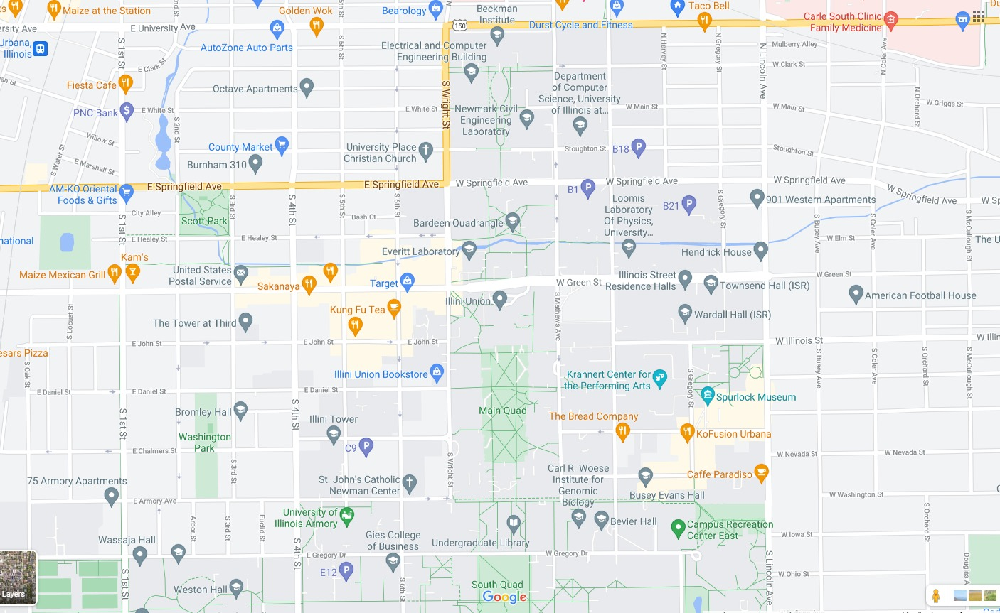 Maize at the Station
Golden Wok
Bearology
Beckman
Institute
Durst Cycle and Fitness
Taco Bell
Carle South Clinic
Family Medicine
ersity Ave
E University Ave
150
Urbana,
Illinois
AutoZone Auto Parts
Electrical and Computer
Engineering Building
Mulberry Alley
S 1st St
S 5th St
N Harvey St
N Gregory St
N Lincoln Ave
N Coler Ave
E Clark St
W Clark St
Fiesta Cafe
Octave Apartments
Department
of Computer
Science, University
of Illinois at...
S Wright St
N Orchard St
PNC Bank
E White St
E White St
Newmark Civil
Engineering
Laboratory
W Main St
W Main St
W Griggs St
S 2nd St
Willow St
County Market
University Place
Christian Church
Stoughton St
B18
Stoughton St
S Water St
E Marshall St
Burnham 310
E Springfield Ave
E Springfield Ave
W Springfield Ave
W Springfield Ave
W Springfield Ave
W Springfield Ave
AM-KO Oriental
Foods & Gifts
B1
Loomis
Laboratory
Of Physics,
University...
B21
901 Western Apartments
S 3rd St
S 4th St
S 5th St
S 6th St
S Gregory St
City Alley
Scott Park
Bash Ct
Bardeen Quadrangle
S Busey Ave
S Coler Ave
S McCullough St
S 1st St
E Healey St
E Healey St
W Elm St
The U
national
Kam's
Everitt Laboratory
Hendrick House
Maize Mexican Grill
United States
Postal Service
Sakanaya
Target
W Green St
Illinois Street
Residence Halls
Townsend Hall (ISR)
W Green St
American Football House
Illini Union
Kung Fu Tea
Wardall Hall (ISR)
S Locust St
The Tower at Third
S Mathews Ave
E John St
E John St
E John St
W Illinois St
W Illin
esars Pizza
S Oak St
Illini Union Bookstore
Krannert Center for
the Performing Arts
S Gregory St
S Busey Ave
S Coler Ave
S Orchard St
S McCullough St
E Daniel St
E Daniel St
E Daniel St
Spurlock Museum
Bromley Hall
Illini Tower
Main Quad
The Bread Company
S 1st St
S 4th St
Washington
Park
C9
KoFusion Urbana
E Chalmers St
W Nevada St
W Nevada St
S 3rd St
S Wright St
75 Armory Apartments
St. John's Catholic
Newman Center
Carl R. Woese
Institute for
Genomic
Biology
Caffe Paradiso
Busey Evans Hall
W Washington St
E Armory Ave
University of
Illinois Armory
Bevier Hall
Campus Recreation
Center East
Arbor St
S 3rd St
Euclid St
S Orchard St
W Iowa St
Wassaja Hall
Gies College
of Business
Undergraduate Library
S 4th St
E Gregory Dr
W Gregory Dr
S Lincoln Ave
Douglas A
E12
W Ohio St
S 1st St
Weston Hall
S 6th St
South Quad
Google
Layers